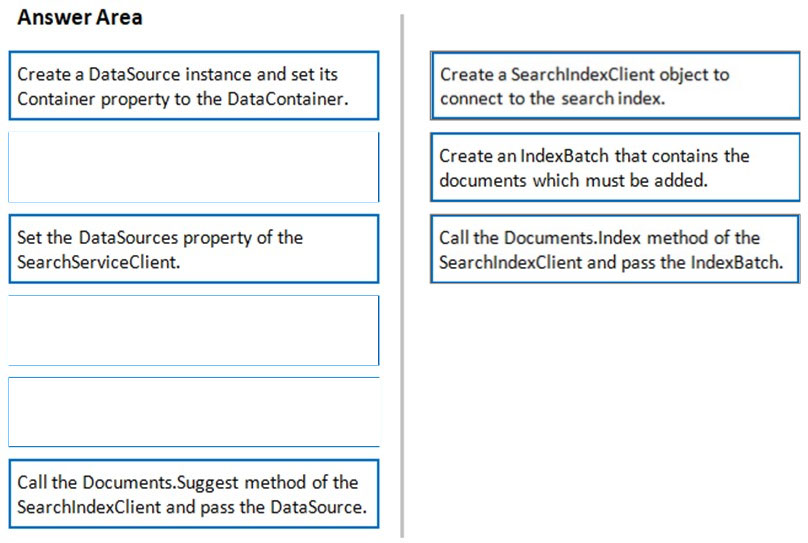 Answer Area
Create a DataSource instance and set its
Container property to the DataContainer.
Set the DataSources property of the
SearchServiceClient.
Call the Documents.Suggest method of the
SearchIndexClient and pass the DataSource.
Create a SearchIndexClient object to
connect to the search index.
Create an IndexBatch that contains the
documents which must be added.
Call the Documents.Index method of the
SearchIndexClient and pass the IndexBatch.